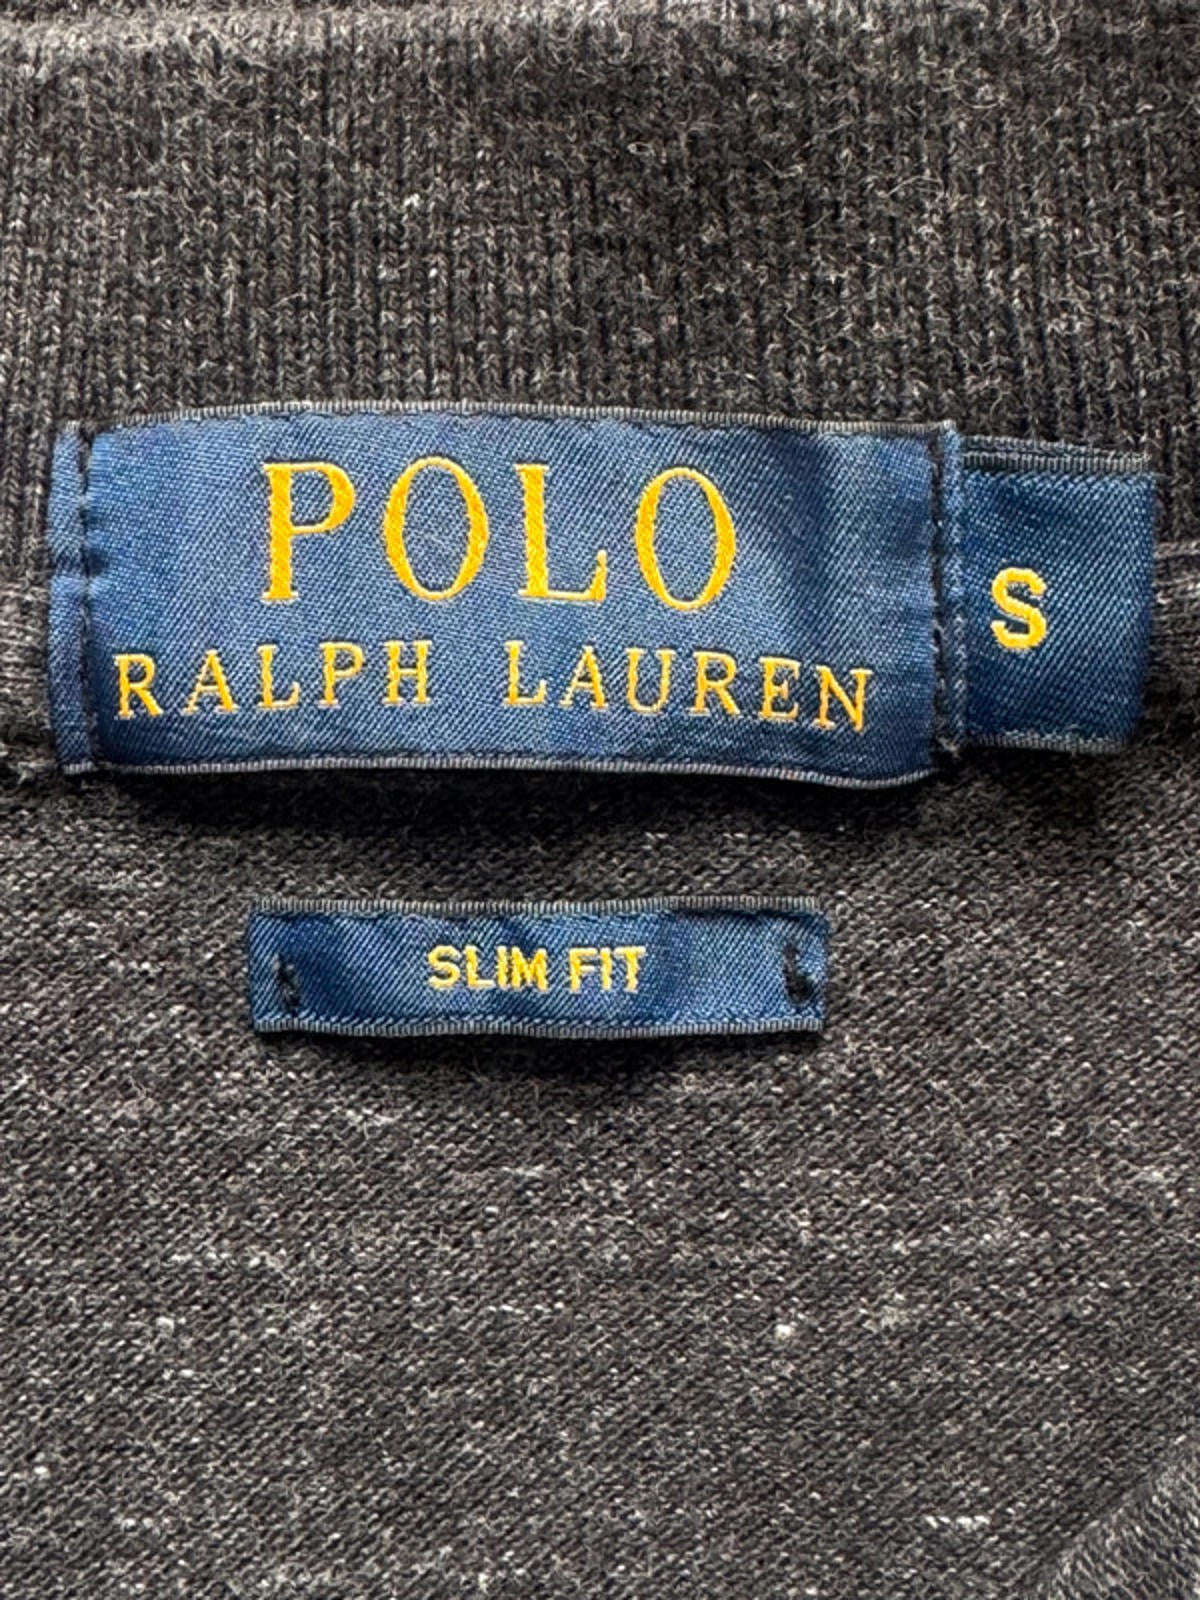 POLO
RALPH LAUREN
S
SLIM FIT